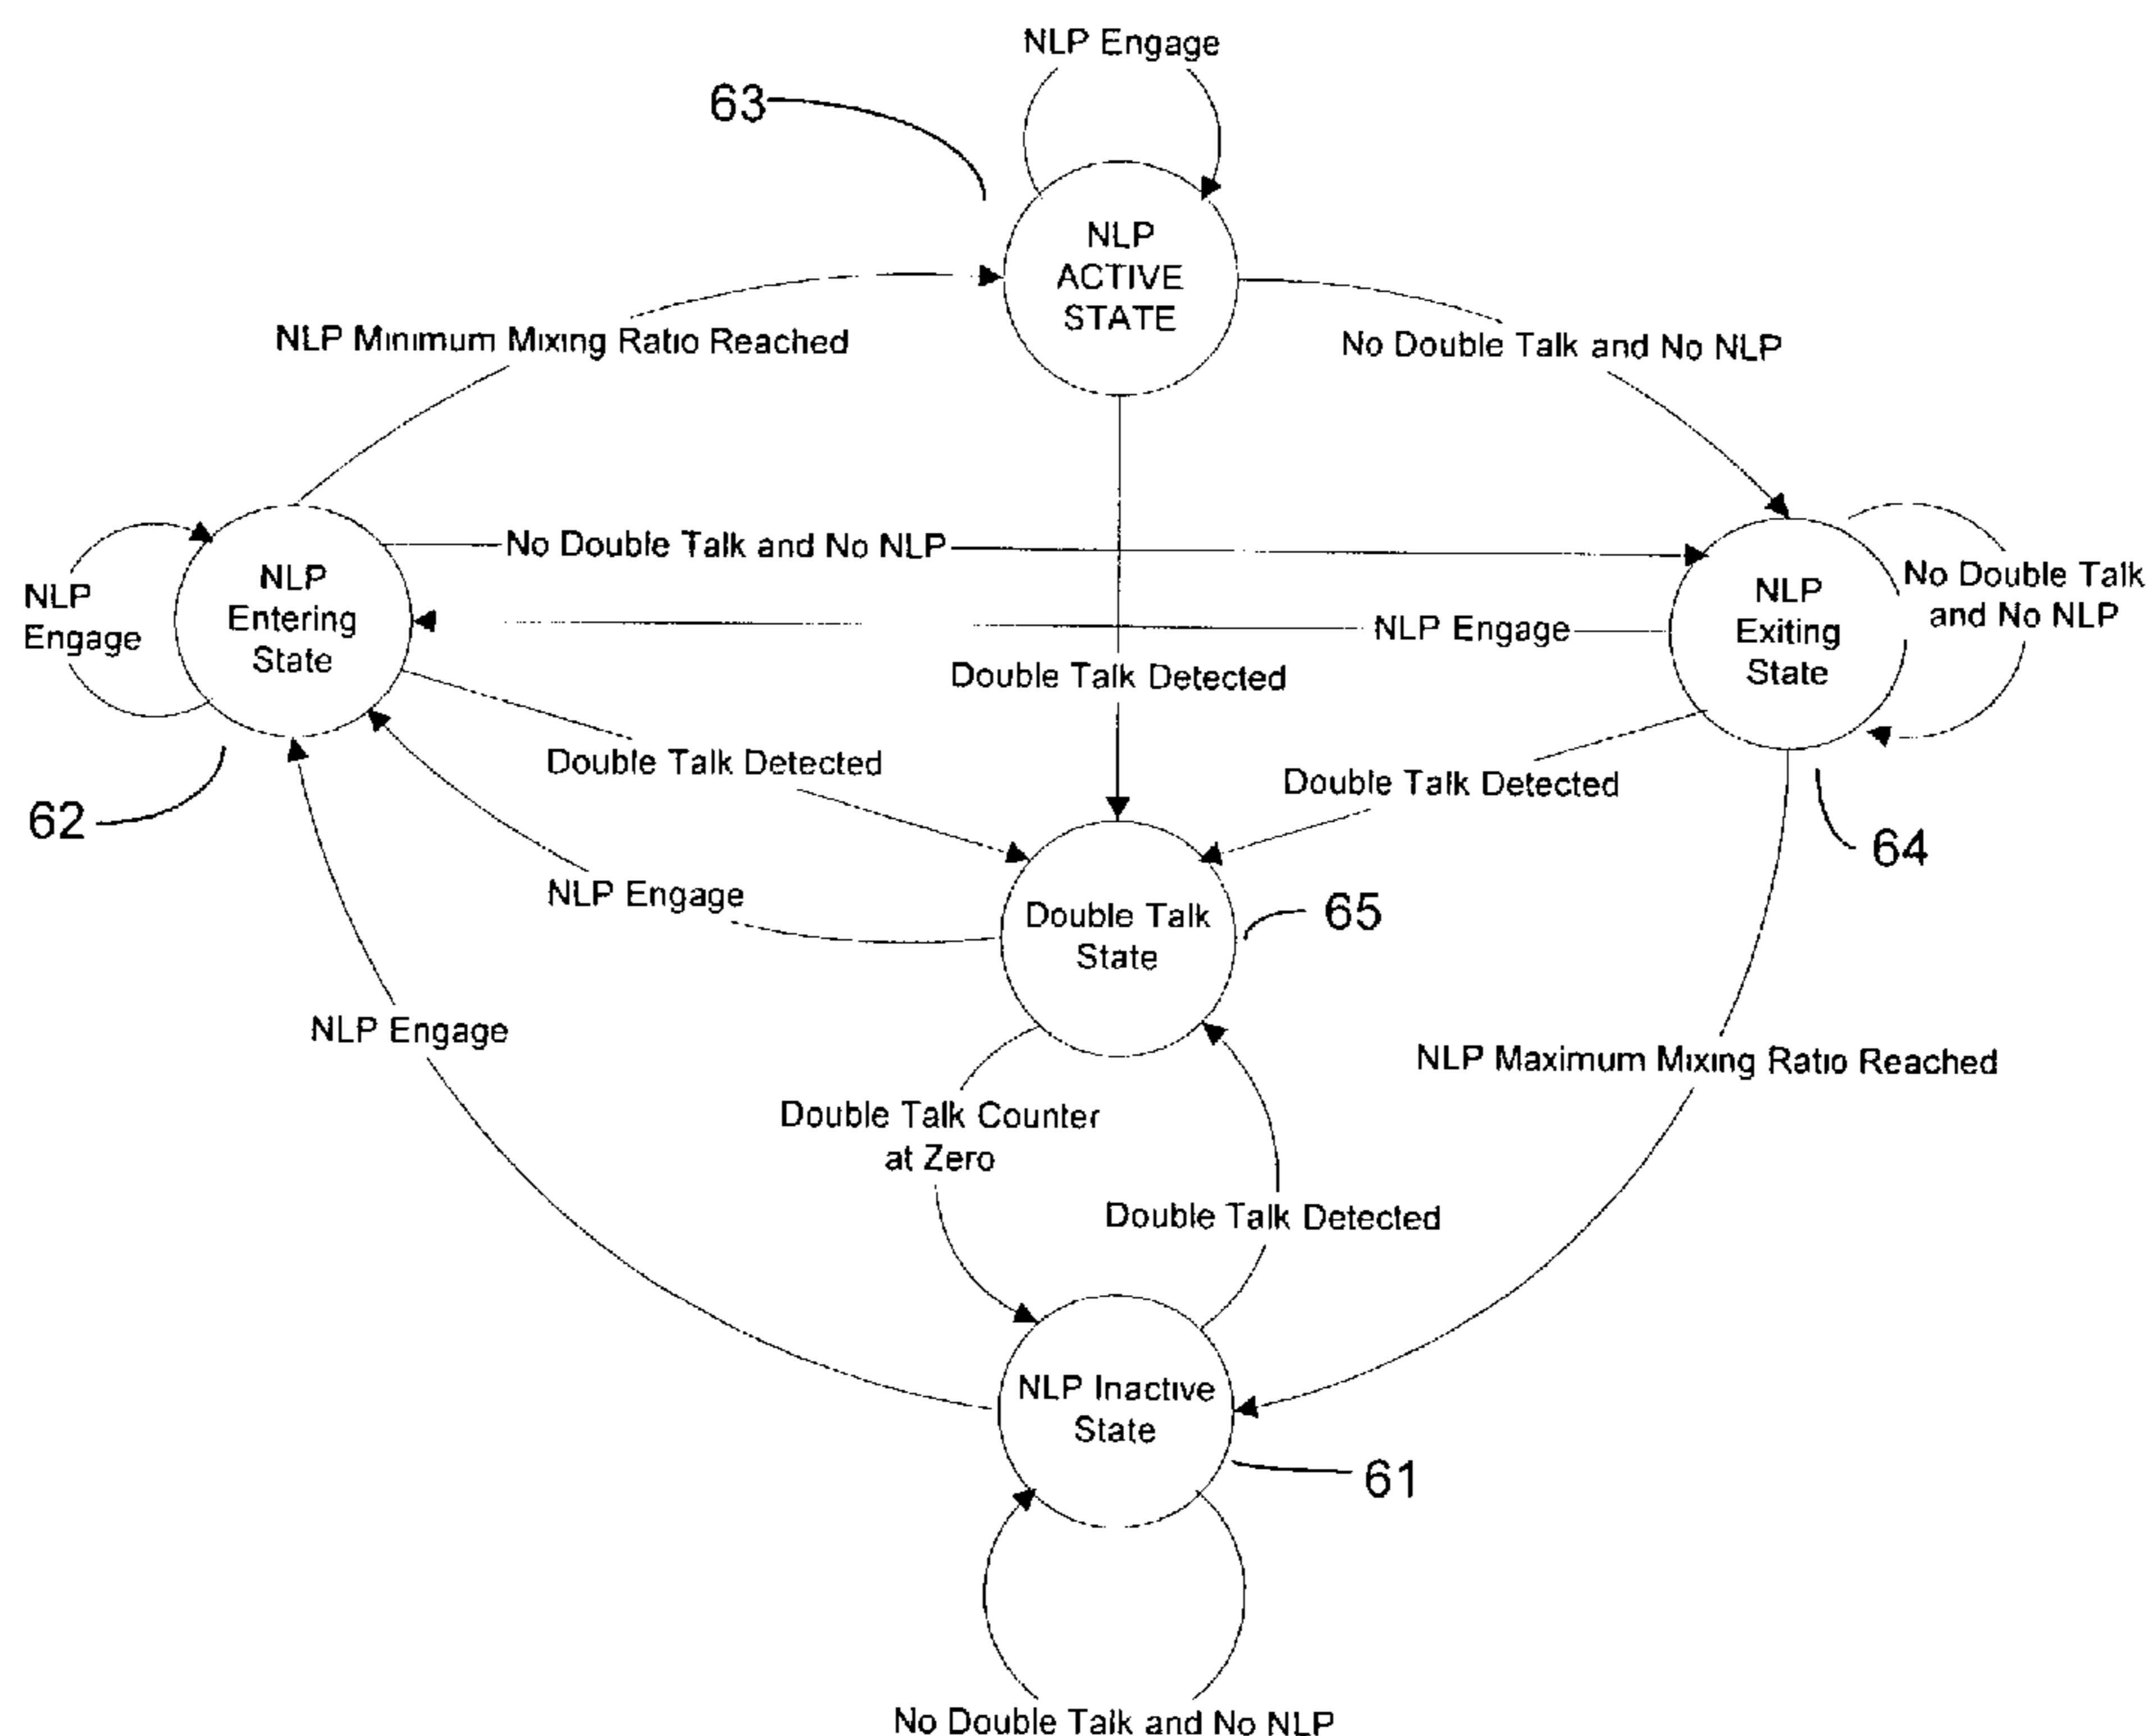 NLP Engage
63
NLP
ACTIVE
STATE
NLP Minimum Mixing Ratio Reached
No Double Talk and No NLP
No Double Talk and No NLP
NLP
Engage
NLP
Entering
State
NLP Engage
NLP
Exiting
State
No Double Talk
and No NLP
Double Talk Detected
Double Talk Detected
Double Talk Detected
62
64
NLP Engage
Double Talk
State
65
NLP Engage
NLP Maximum Mixing Ratio Reached
Double Talk Counter
at Zero
Double Talk Detected
NLP Inactive
State
61
No Double Talk and No NLP